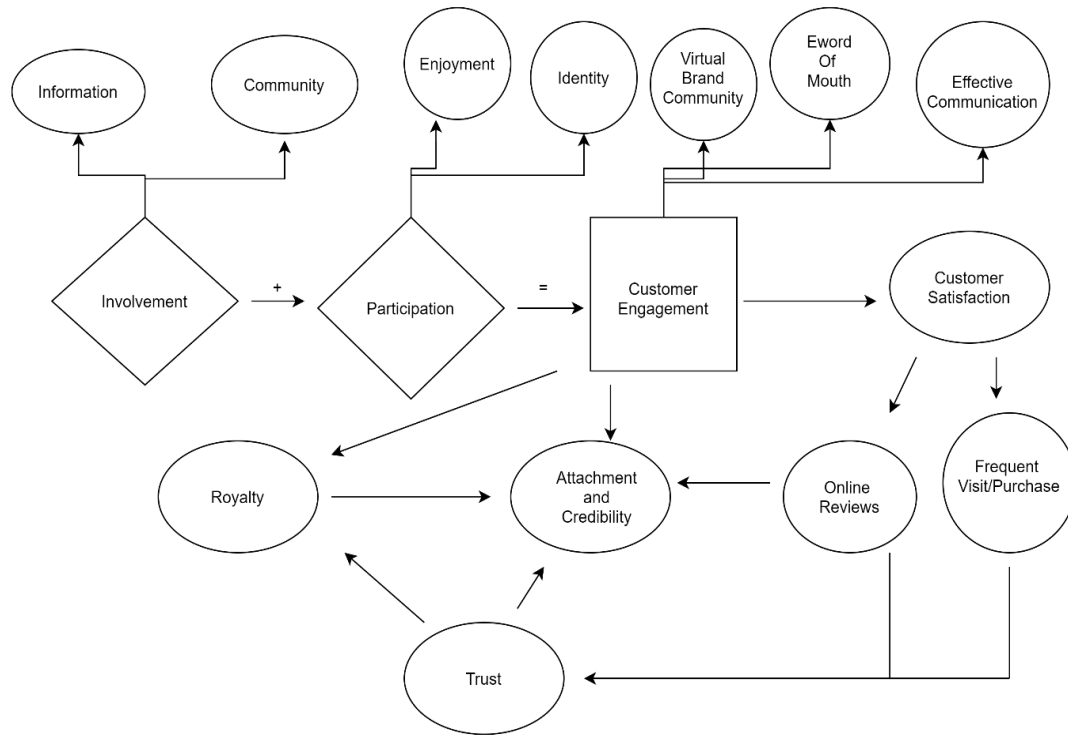 Information
Community
Enjoyment
Identity
Virtual
Brand
Community
Eword
Of
Mouth
Effective
Communication
Involvement
+
Participation
=
Customer
Engagement
Customer
Satisfaction
Royalty
Attachment
and
Credibility
Online
Reviews
Frequent
Visit/Purchase
Trust